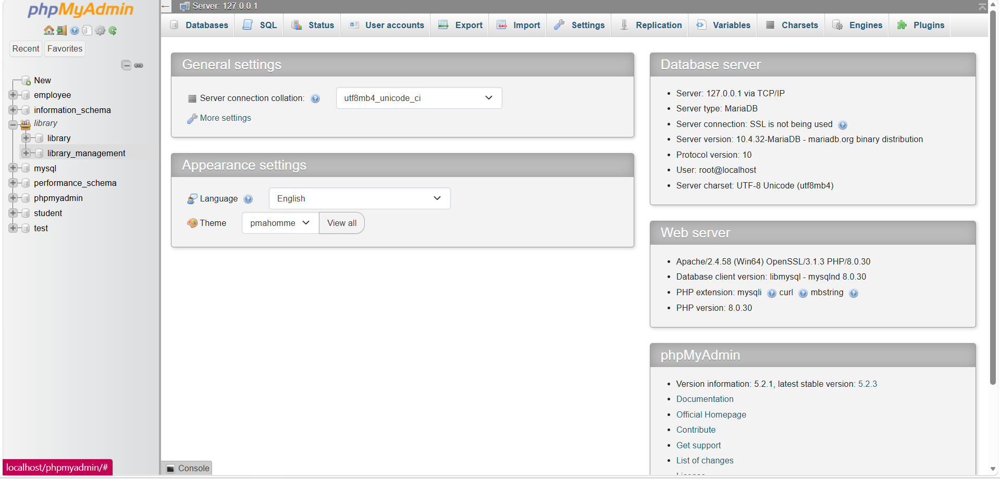 phpMyAdmin
Recent Favorites
New
employee
information_schema
library
library
library_management
mysql
performance_schema
phpmyadmin
student
test
localhost/phpmyadmin/#
← Server: 127.0.0.1
Databases SQL Status User accounts Export Import Settings Replication Variables Charsets Engines Plugins
General settings
Server connection collation: utf8mb4_unicode_ci
More settings
Appearance settings
Language English
Theme pmahomme View all
Database server
• Server: 127.0.0.1 via TCP/IP
• Server type: MariaDB
• Server connection: SSL is not being used
• Server version: 10.4.32-MariaDB - mariadb.org binary distribution
• Protocol version: 10
• User: root@localhost
• Server charset: UTF-8 Unicode (utf8mb4)
Web server
• Apache/2.4.58 (Win64) OpenSSL/3.1.3 PHP/8.0.30
• Database client version: libmysql - mysqlnd 8.0.30
• PHP extension: mysqli curl mbstring
• PHP version: 8.0.30
phpMyAdmin
• Version information: 5.2.1, latest stable version: 5.2.3
• Documentation
• Official Homepage
• Contribute
• Get support
• List of changes
Console